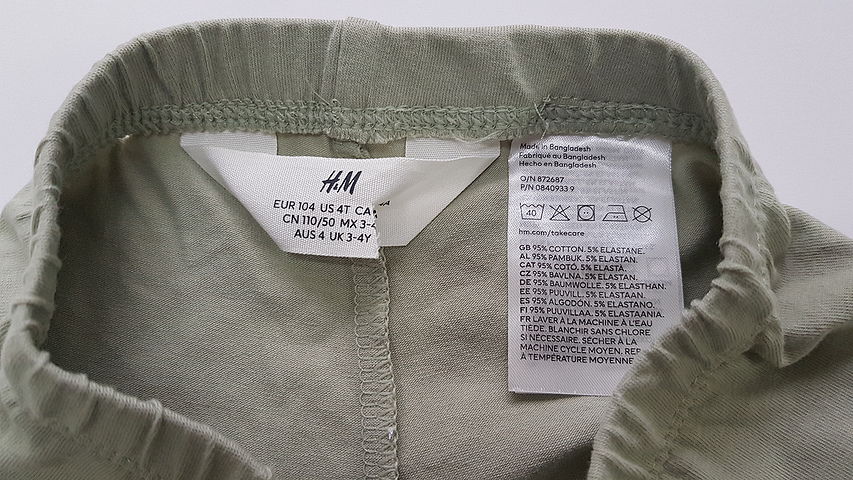 H&M
EUR 104 US 4T CA
CN 110/50 MX 3-4
AUS 4 UK 3-4Y
Made in Bangladesh
Fabriqué au Bangladesh
Hecho en Bangladesh
O/N 872687
P/N 0840933 9
40
hm.com/takecare
GB 95% COTTON. 5% ELASTANE.
AL 95% PAMBUK. 5% ELASTAN.
CAT 95% COTÓ. 5% ELASTÀ.
CZ 95% BAVLNA. 5% ELASTAN.
DE 95% BAUMWOLLE. 5% ELASTHAN.
EE 95% PUUVILL. 5% ELASTAAN.
ES 95% ALGODÓN. 5% ELASTANO.
FI 95% PUUVILLAA. 5% ELASTAANIA.
FR LAVER À LA MACHINE À L'EAU
TIÈDE. BLANCHIR SANS CHLORE
SI NÉCESSAIRE. SÉCHER À LA
MACHINE CYCLE MOYEN. REP
À TEMPÉRATURE MOYENNE